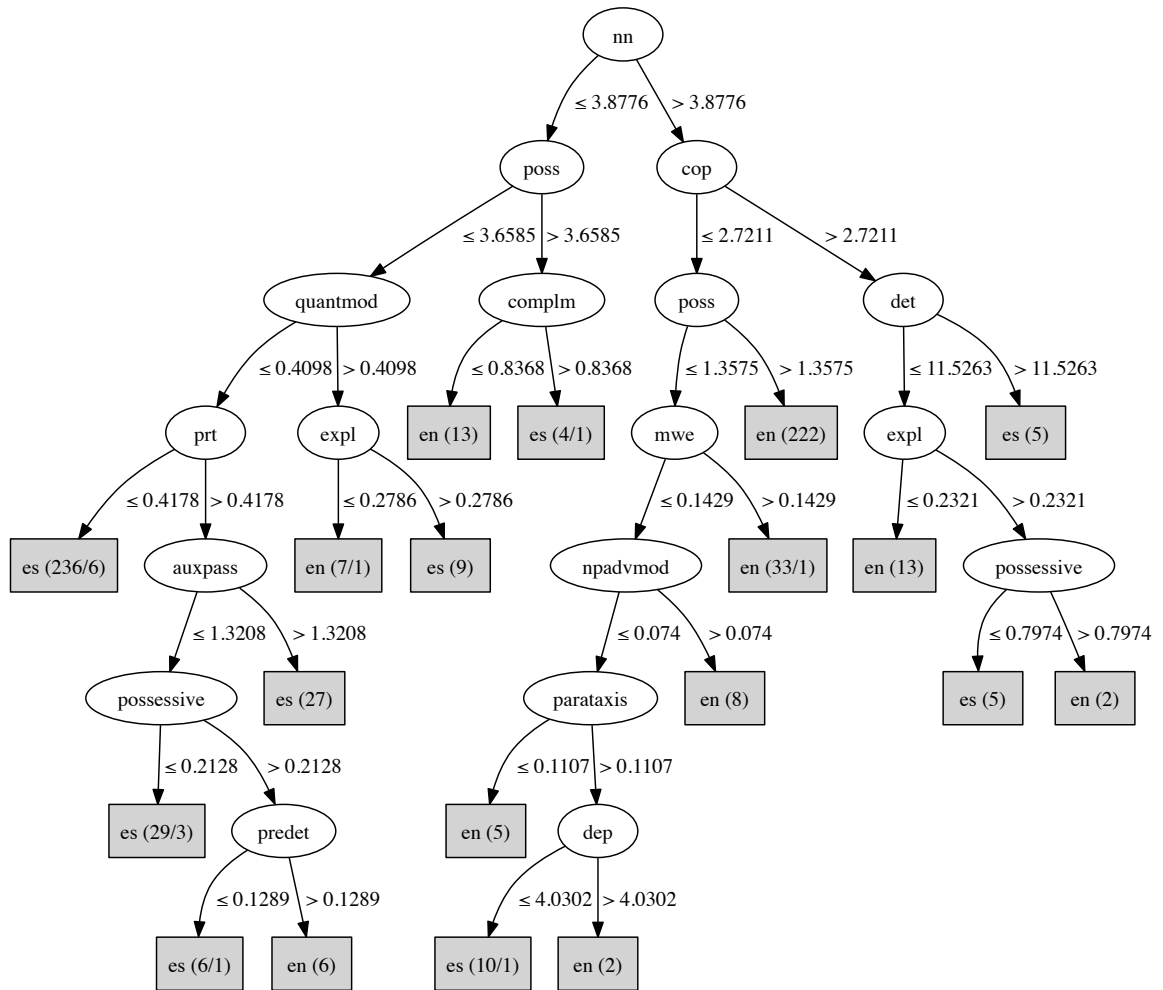 nn
≤ 3.8776 > 3.8776
poss cop
≤ 3.6585 > 3.6585 ≤ 2.7211 > 2.7211
quantmod complm poss det
≤ 0.4098 > 0.4098 ≤ 0.8368 > 0.8368 ≤ 1.3575 > 1.3575 ≤ 11.5263 > 11.5263
prt expl en (13) es (4/1) mwe en (222) expl es (5)
≤ 0.4178 > 0.4178 ≤ 0.2786 > 0.2786 ≤ 0.1429 > 0.1429 ≤ 0.2321 > 0.2321
es (236/6) auxpass en (7/1) es (9) npadvmod en (33/1) en (13) possessive
≤ 1.3208 > 1.3208 ≤ 0.074 > 0.074 ≤ 0.7974 > 0.7974
possessive es (27) parataxis en (8) es (5) en (2)
≤ 0.2128 > 0.2128 ≤ 0.1107 > 0.1107
es (29/3) predet en (5) dep
≤ 0.1289 > 0.1289 ≤ 4.0302 > 4.0302
es (6/1) en (6) es (10/1) en (2)